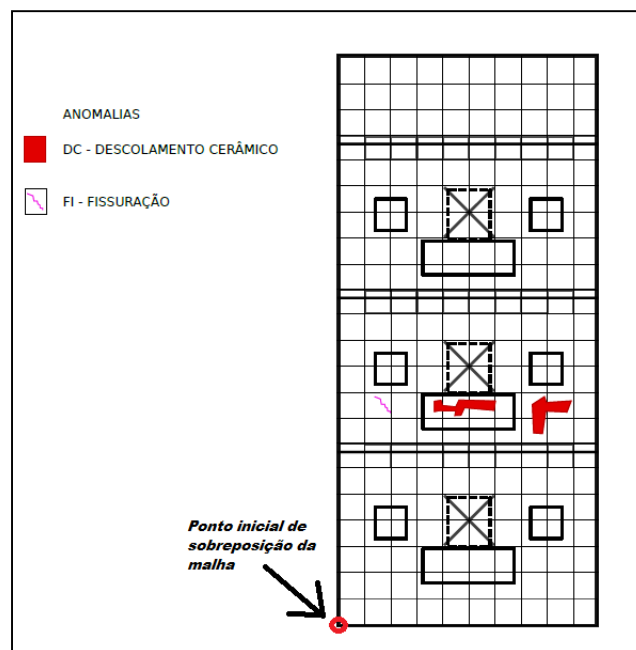 ANOMALIAS
DC - DESCOLAMENTO CERÂMICO
FI - FISSURAÇÃO
Ponto inicial de
sobreposição da
malha